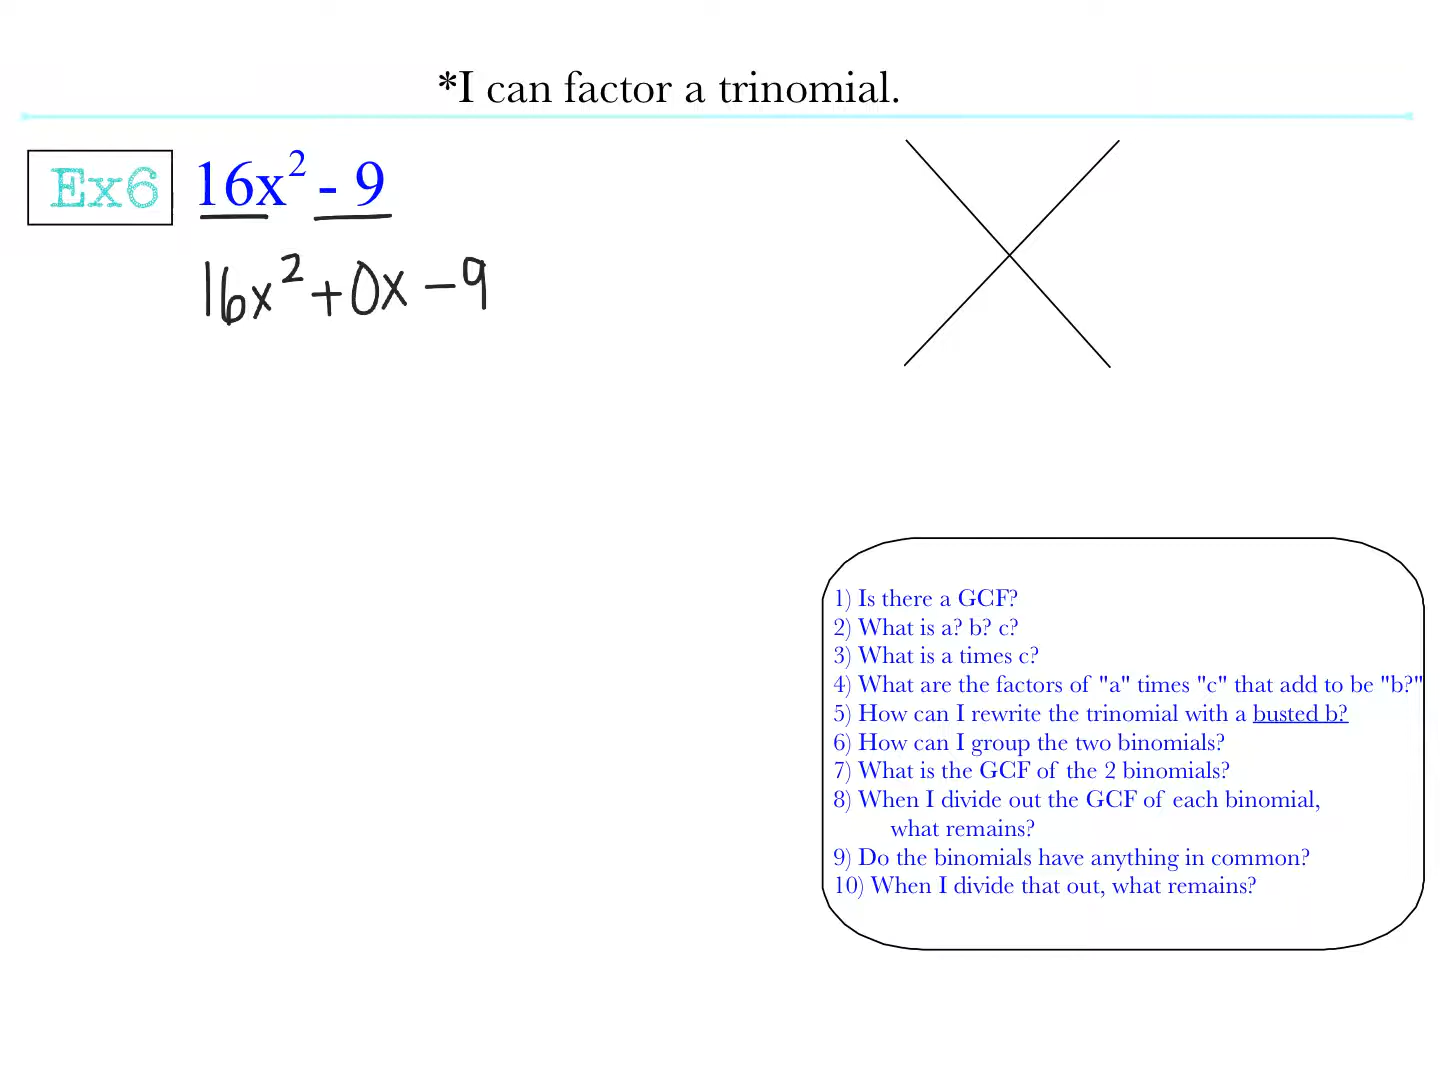 *I can factor a trinomial.
Ex6 16x² - 9
16x² + 0x - 9
1) Is there a GCF?
2) What is a? b? c?
3) What is a times c?
4) What are the factors of "a" times "c" that add to be "b?"
5) How can I rewrite the trinomial with a busted b?
6) How can I group the two binomials?
7) What is the GCF of the 2 binomials?
8) When I divide out the GCF of each binomial,
what remains?
9) Do the binomials have anything in common?
10) When I divide that out, what remains?